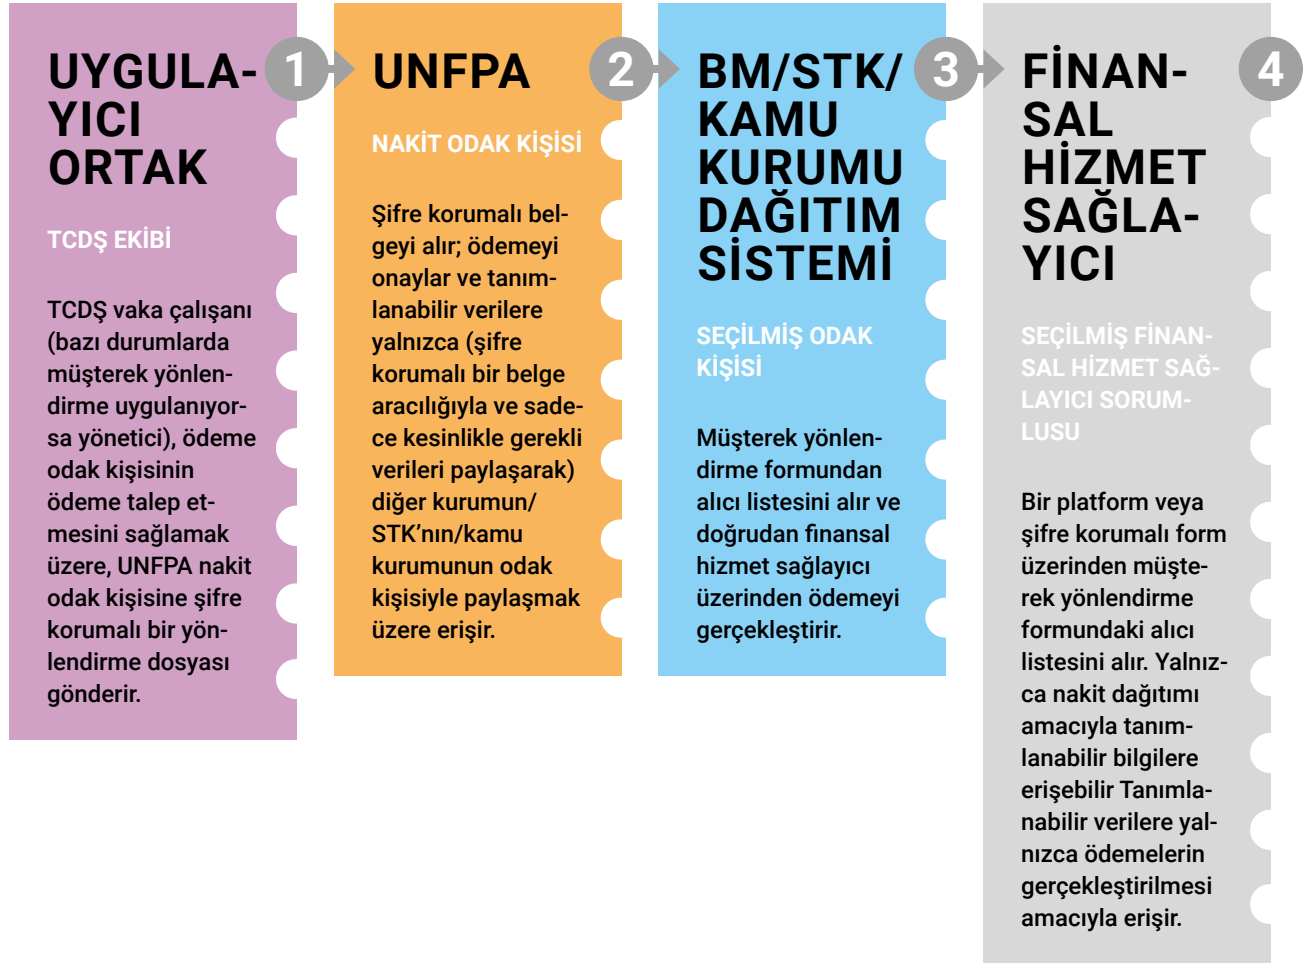 UYGULA-
YICI
ORTAK
1
TCDŞ EKİBİ
TCDŞ vaka çalışanı
(bazı durumlarda
müşterek yönlen-
dirme uygulanıyor-
sa yönetici), ödeme
odak kişisinin
ödeme talep et-
mesini sağlamak
üzere, UNFPA nakit
odak kişisine şifre
korumalı bir yön-
lendirme dosyası
gönderir.
UNFPA
2
NAKİT ODAK KİŞİSİ
Şifre korumalı bel-
geyi alır; ödemeyi
onaylar ve tanım-
lanabilir verilere
yalnızca (şifre
korumalı bir belge
aracılığıyla ve sade-
ce kesinlikle gerekli
verileri paylaşarak)
diğer kurumun/
STK’nın/kamu
kurumunun odak
kişisiyle paylaşmak
üzere erişir.
BM/STK/
KAMU
KURUMU
DAĞITIM
SİSTEMİ
3
SEÇİLMİŞ ODAK
KİŞİSİ
Müşterek yönlen-
dirme formundan
alıcı listesini alır ve
doğrudan finansal
hizmet sağlayıcı
üzerinden ödemeyi
gerçekleştirir.
FİNAN-
SAL
HİZMET
SAĞLA-
YICI
4
SEÇİLMİŞ FİNAN-
SAL HİZMET SAĞ-
LAYICI SORUM-
LUSU
Bir platform veya
şifre korumalı form
üzerinden müşte-
rek yönlendirme
formundaki alıcı
listesini alır. Yalnız-
ca nakit dağıtımı
amacıyla tanım-
lanabilir bilgilere
erişebilir Tanımla-
nabilir verilere yal-
nızca ödemelerin
gerçekleştirilmesi
amacıyla erişir.